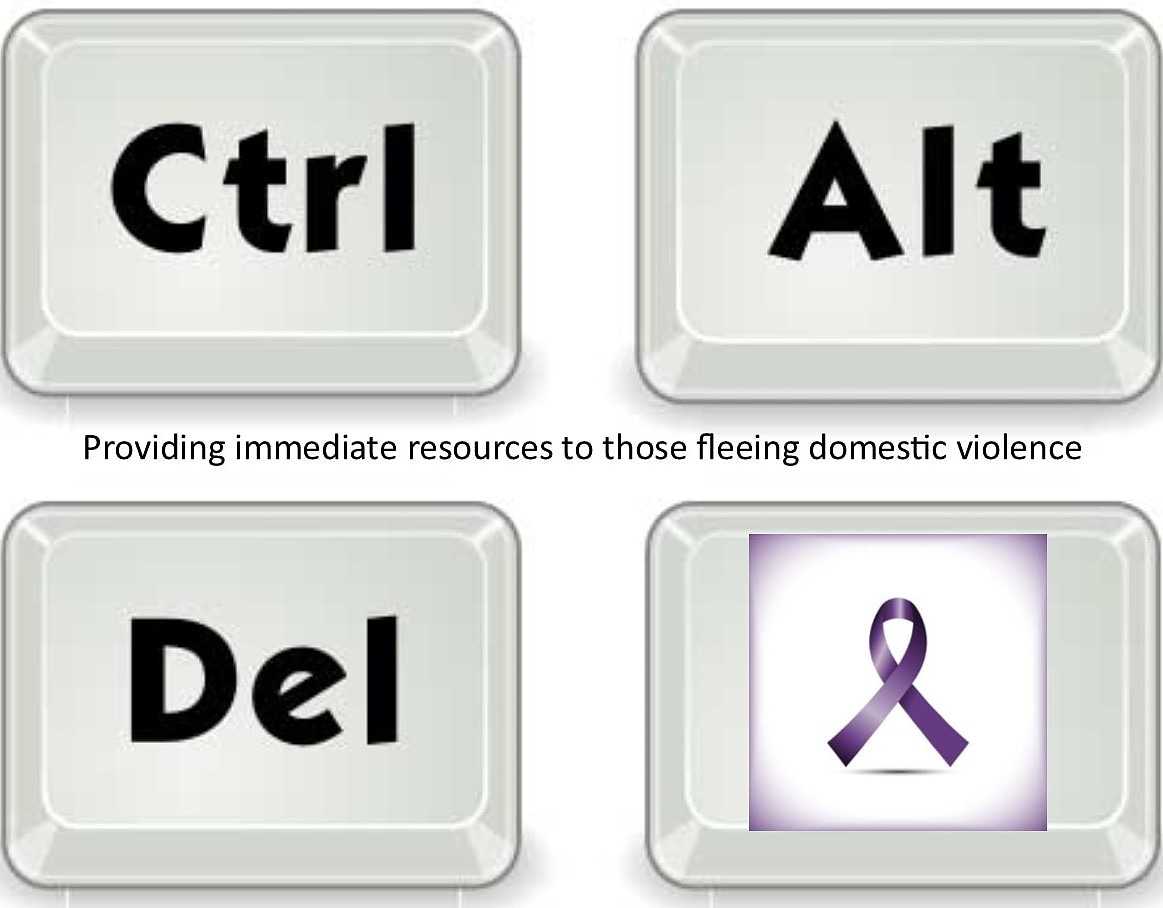 Ctrl
Alt
Providing immediate resources to those fleeing domestic violence
Del